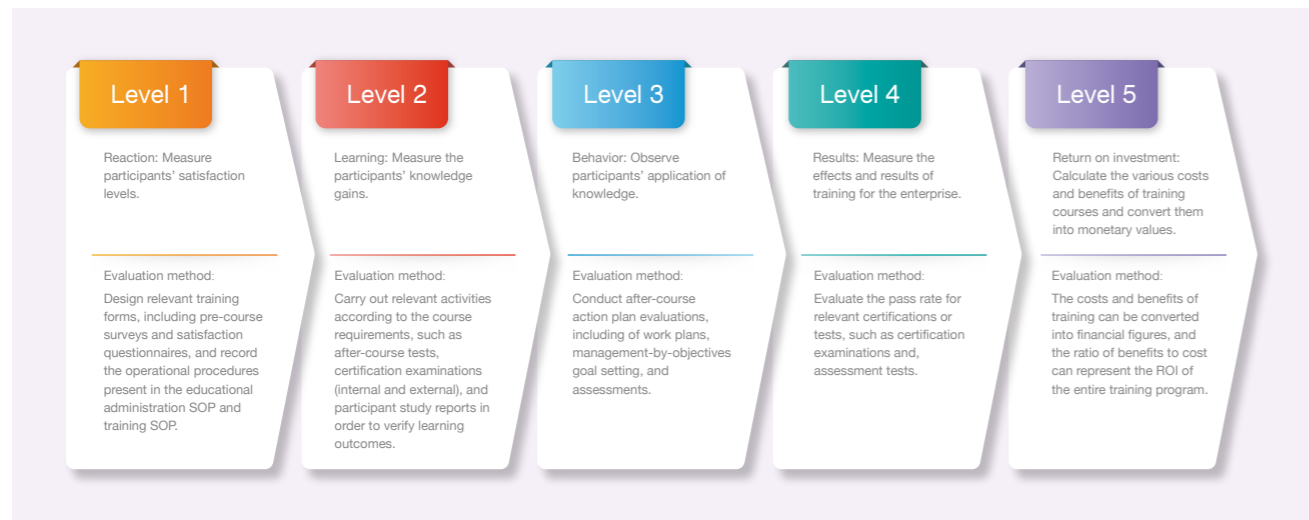 Level 1
Reaction: Measure
participants' satisfaction
levels.
Evaluation method:
Design relevant training
forms, including pre-course
surveys and satisfaction
questionnaires, and record
the operational procedures
present in the educational
administration SOP and
training SOP.
Level 2
Learning: Measure the
participants' knowledge
gains.
Evaluation method:
Carry out relevant activities
according to the course
requirements, such as
after-course tests,
certification examinations
(internal and external), and
participant study reports in
order to verify learning
outcomes.
Level 3
Behavior: Observe
participants' application of
knowledge.
Evaluation method:
Conduct after-course
action plan evaluations,
including of work plans,
management-by-objectives
goal setting, and
assessments.
Level 4
Results: Measure the
effects and results of
training for the enterprise.
Evaluation method:
Evaluate the pass rate for
relevant certifications or
tests, such as certification
examinations and,
assessment tests.
Level 5
Return on investment:
Calculate the various costs
and benefits of training
courses and convert them
into monetary values.
Evaluation method:
The costs and benefits of
training can be converted
into financial figures, and
the ratio of benefits to cost
can represent the ROI of
the entire training program.